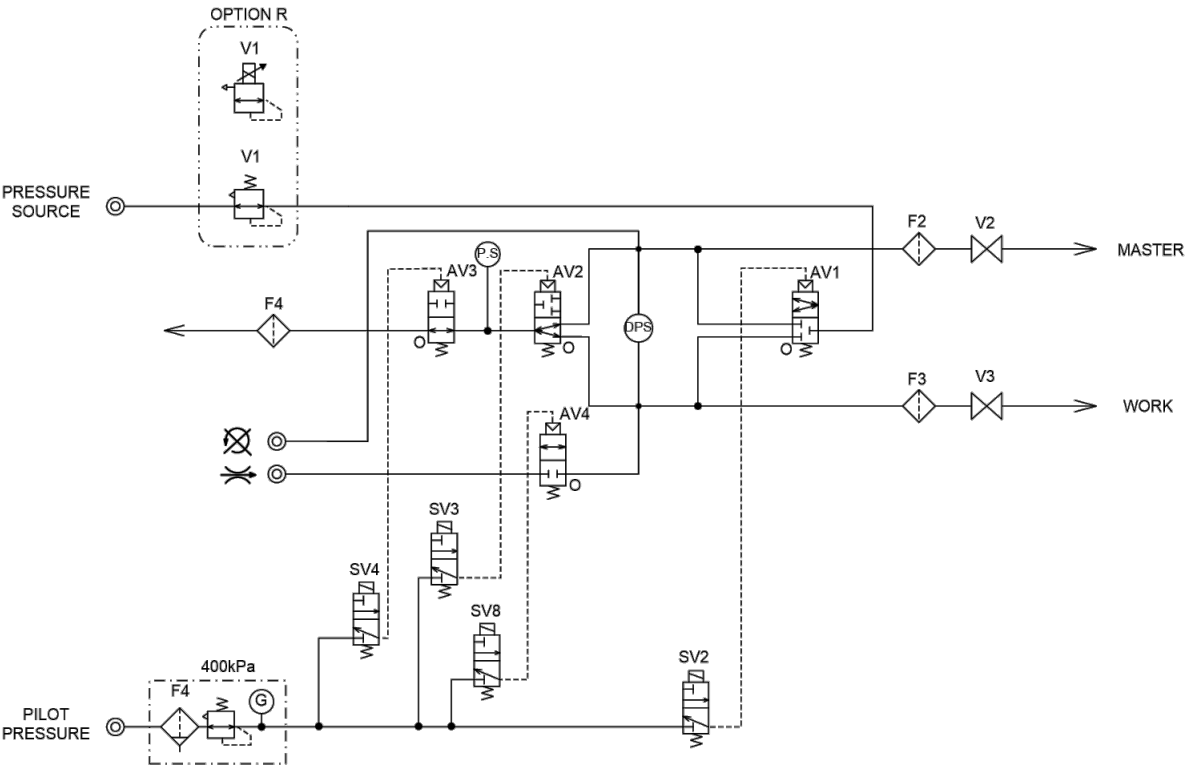 OPTION R
V1
V1
PRESSURE
SOURCE
F2
V2
MASTER
P.S
AV3
AV2
AV1
F4
DPS
O
O
O
F3
V3
WORK
AV4
O
SV3
SV4
SV8
SV2
400kPa
F4
G
PILOT
PRESSURE